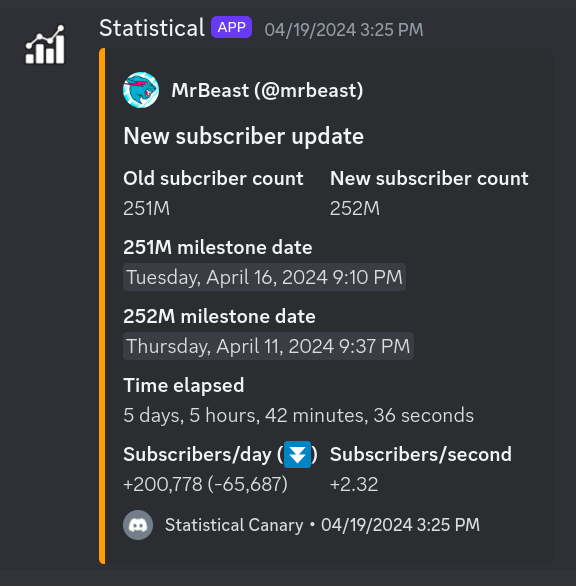 Statistical APP 04/19/2024 3:25 PM
MrBeast (@mrbeast)
New subscriber update
Old subcriber count New subscriber count
251M 252M
251M milestone date
Tuesday, April 16, 2024 9:10 PM
252M milestone date
Thursday, April 11, 2024 9:37 PM
Time elapsed
5 days, 5 hours, 42 minutes, 36 seconds
Subscribers/day (⏬) Subscribers/second
+200,778 (-65,687) +2.32
Statistical Canary • 04/19/2024 3:25 PM